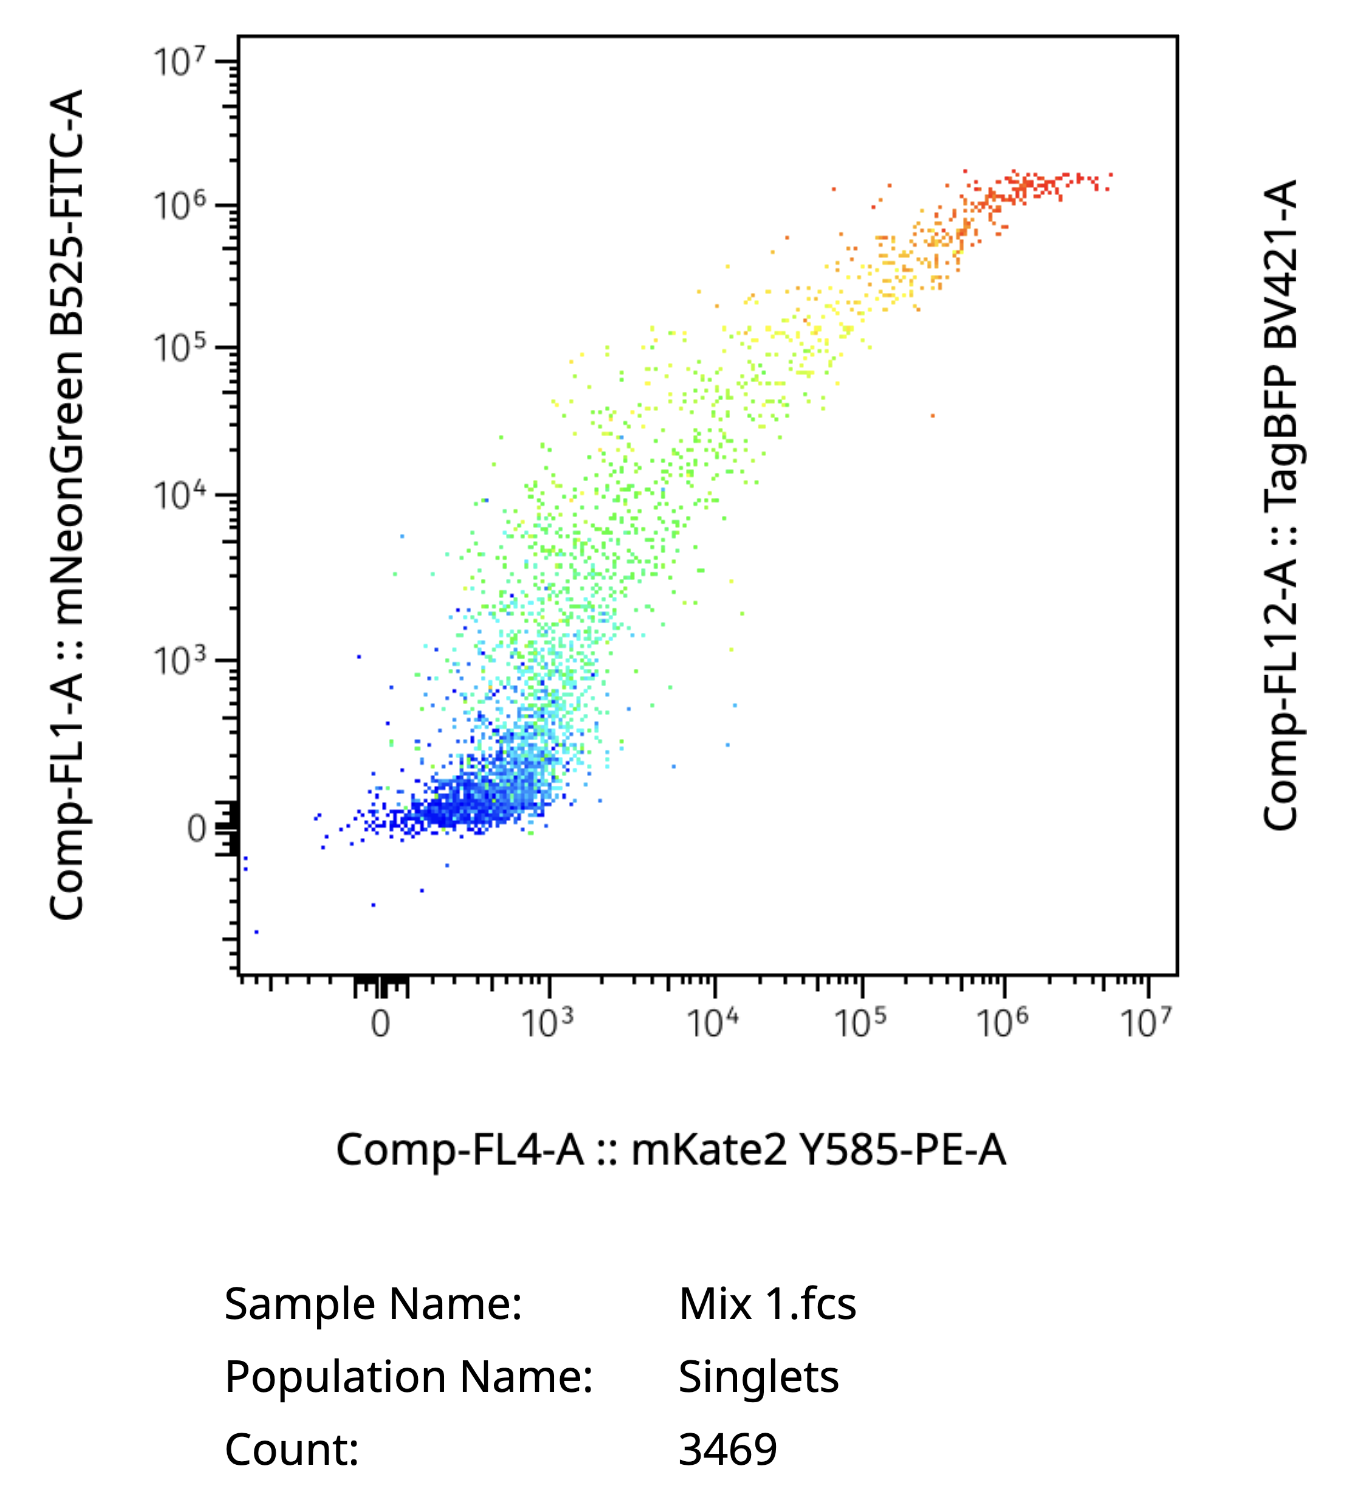 Comp-FL1-A :: mNeonGreen B525-FITC-A
10⁷
10⁶
10⁵
10⁴
10³
0
0
10³
10⁴
10⁵
10⁶
10⁷
Comp-FL4-A :: mKate2 Y585-PE-A
Comp-FL12-A :: TagBFP BV421-A
Sample Name: Mix 1.fcs
Population Name: Singlets
Count: 3469